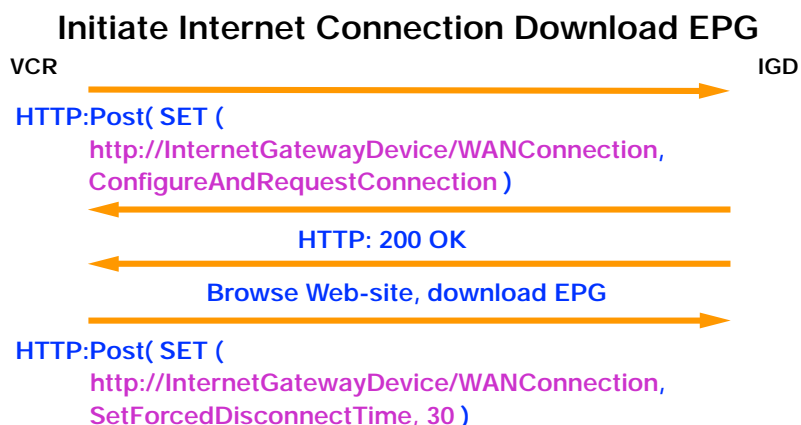 Initiate Internet Connection Download EPG
VCR IGD
HTTP:Post( SET (
http://InternetGatewayDevice/WANConnection,
ConfigureAndRequestConnection )
HTTP: 200 OK
Browse Web-site, download EPG
HTTP:Post( SET (
http://InternetGatewayDevice/WANConnection,
SetForcedDisconnectTime, 30 )